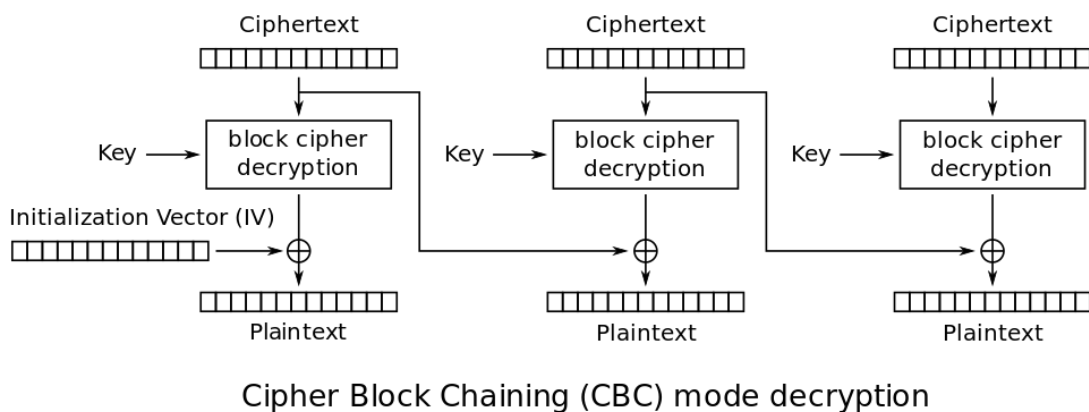 Ciphertext Ciphertext Ciphertext
Key block cipher decryption Key block cipher decryption Key block cipher decryption
Initialization Vector (IV)
Plaintext Plaintext Plaintext
Cipher Block Chaining (CBC) mode decryption